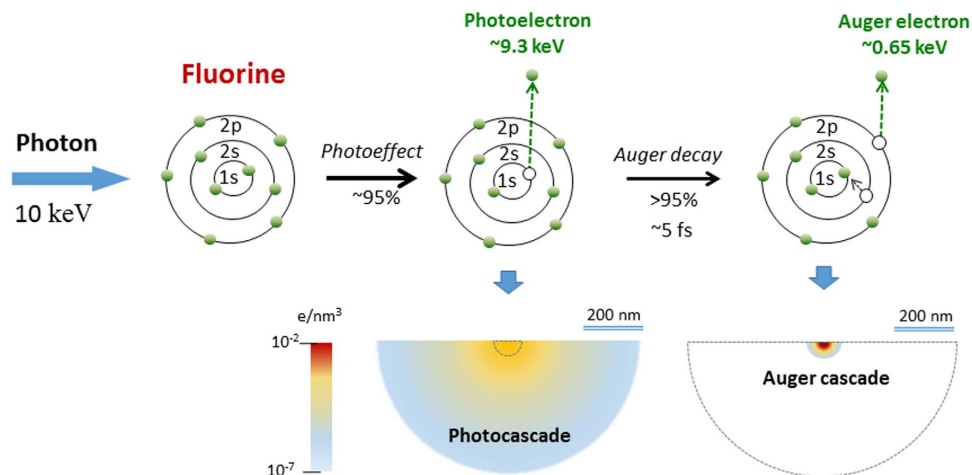 Photoelectron
~9.3 keV
Auger electron
~0.65 keV
Fluorine
Photon
10 keV
2p
2s
1s
Photoeffect
~95%
2p
2s
1s
Auger decay
>95%
~5 fs
2p
2s
1s
e/nm³
10⁻²
10⁻⁷
200 nm
Photocascade
200 nm
Auger cascade